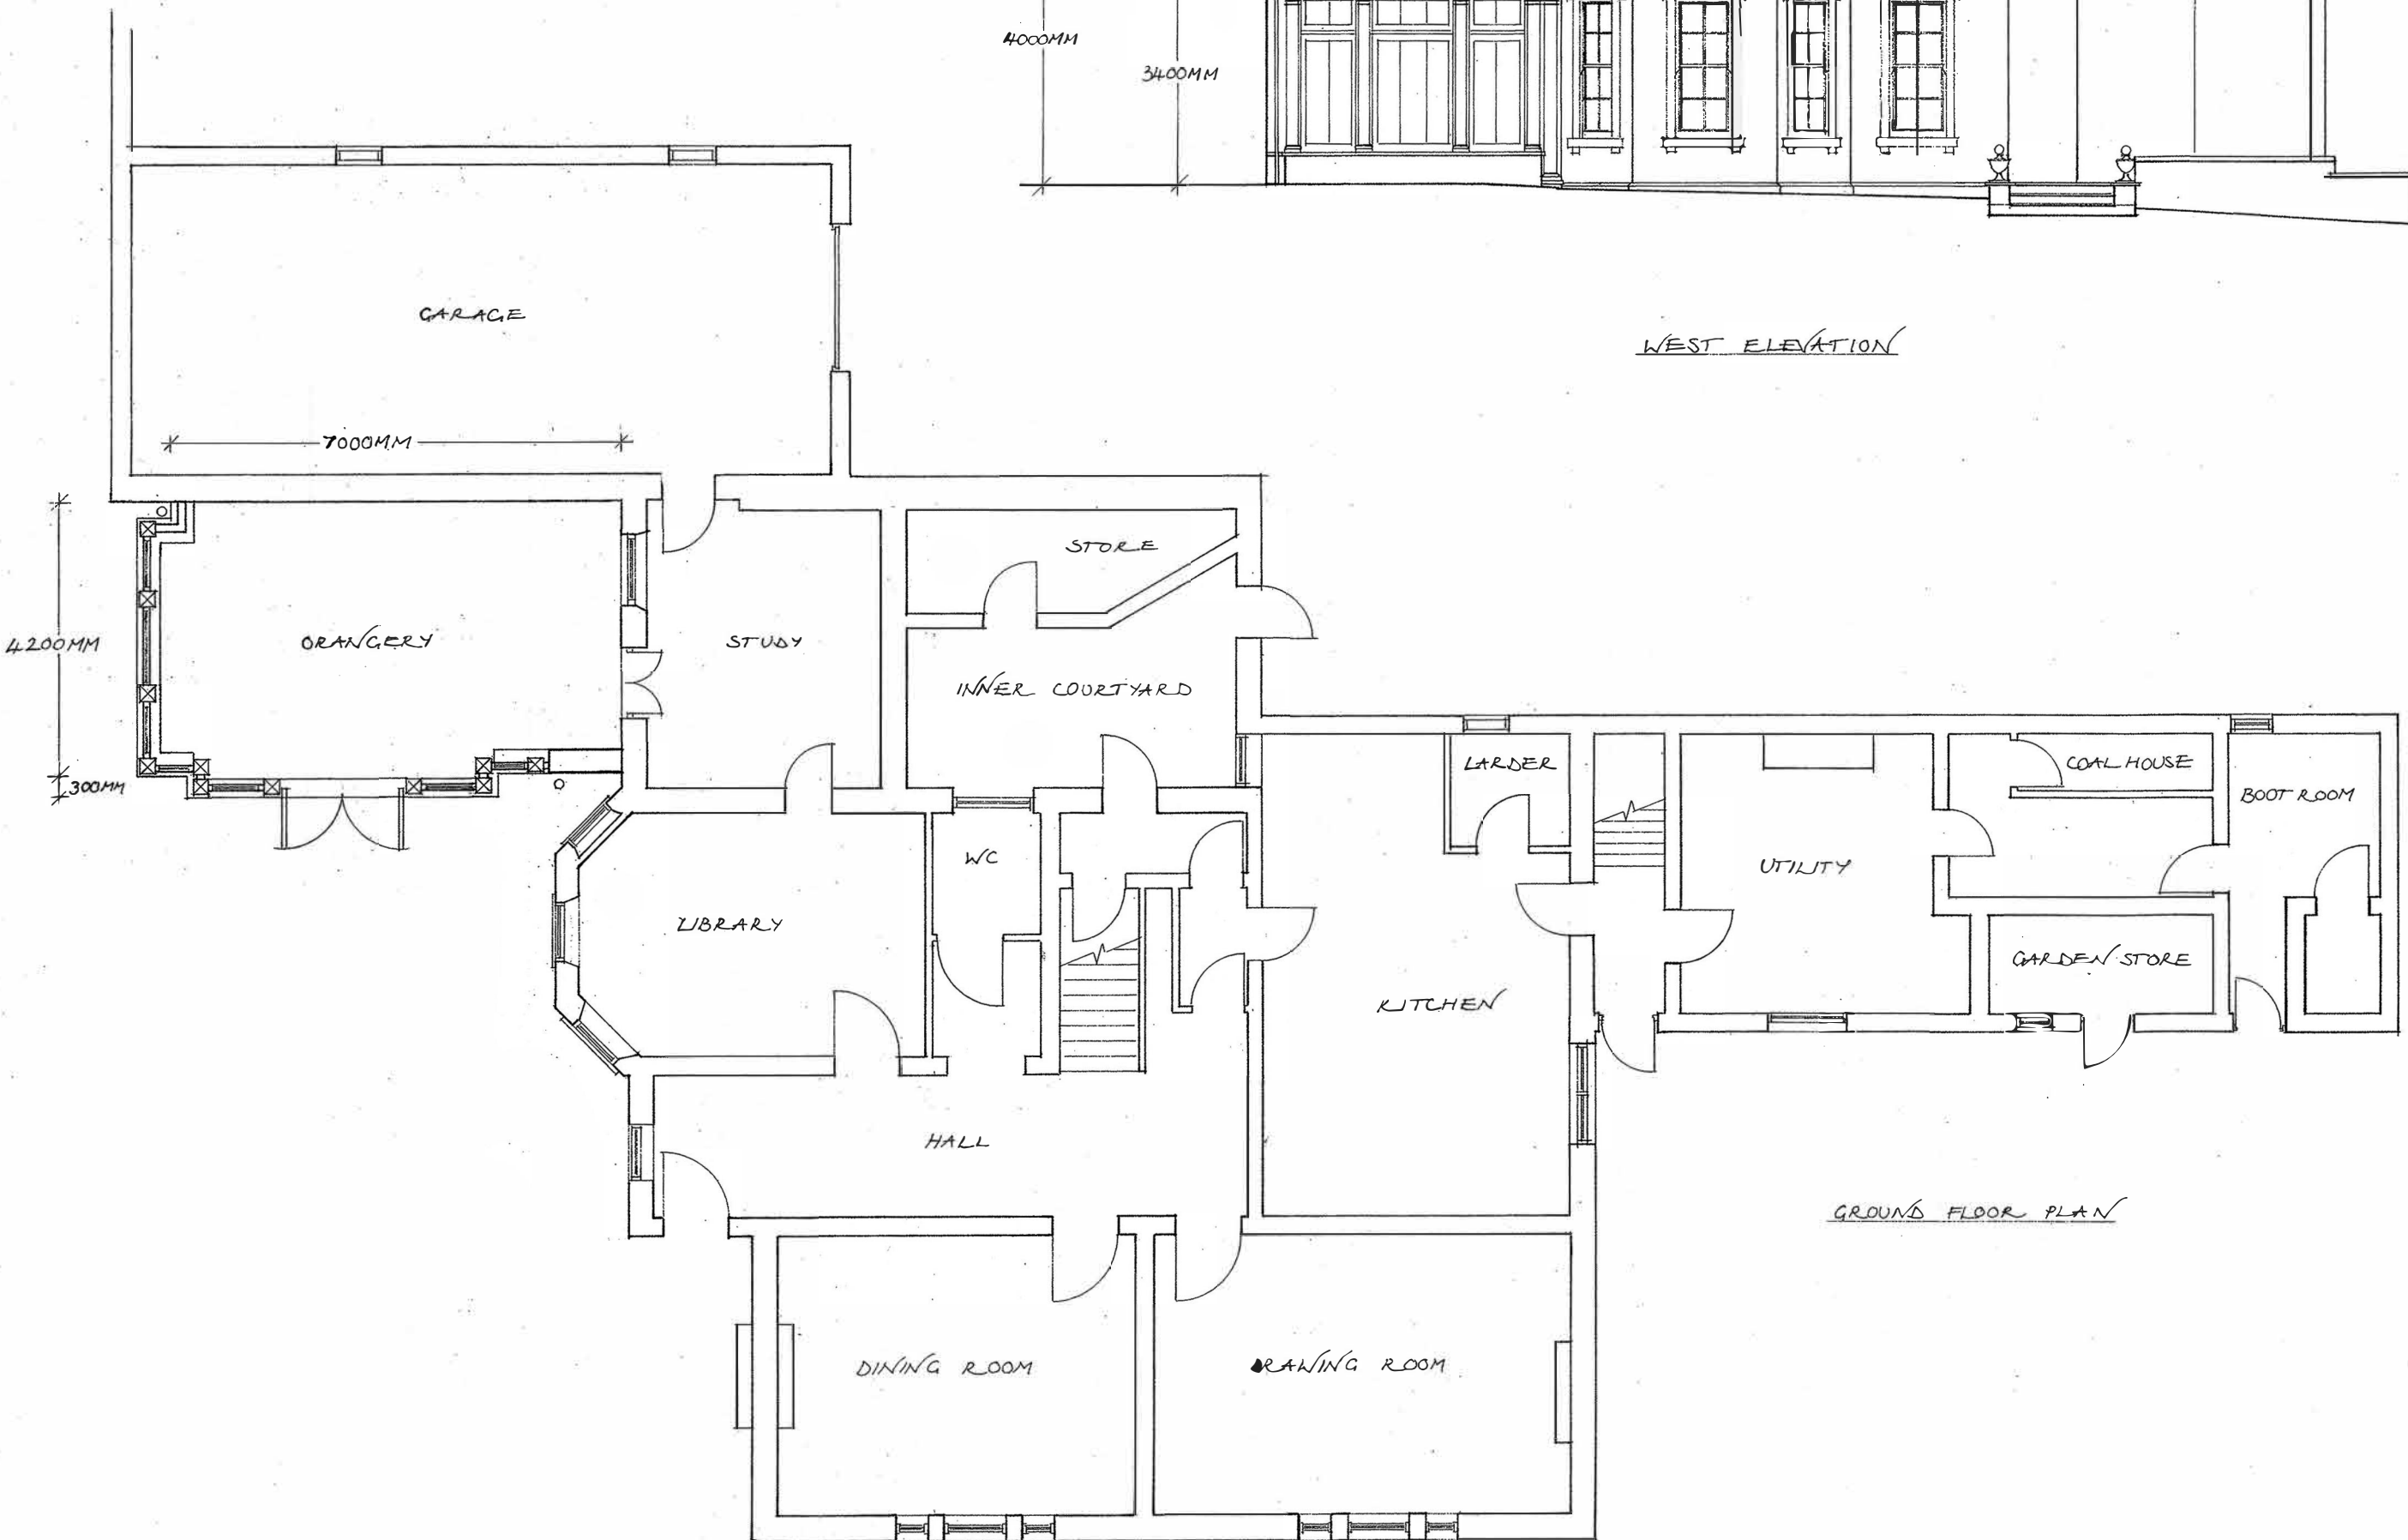 4000MM
3400MM
WEST ELEVATION
GARAGE
7000MM
4200MM
300MM
ORANGERY
STUDY
STORE
INNER COURTYARD
LARDER
COAL HOUSE
BOOT ROOM
WC
UTILITY
LIBRARY
GARDEN STORE
KITCHEN
HALL
GROUND FLOOR PLAN
DINING ROOM
DRAWING ROOM